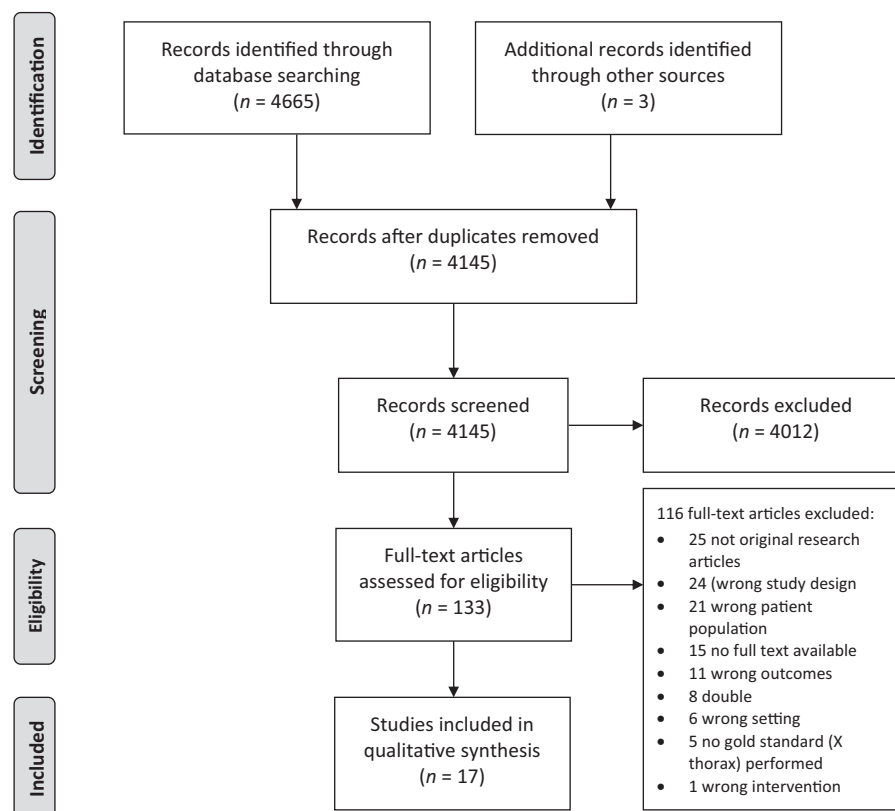 Identification
Records identified through
database searching
(n = 4665)
Additional records identified
through other sources
(n = 3)
Screening
Records after duplicates removed
(n = 4145)
Records screened
(n = 4145)
Records excluded
(n = 4012)
Eligibility
Full-text articles
assessed for eligibility
(n = 133)
116 full-text articles excluded:
• 25 not original research
articles
• 24 (wrong study design
• 21 wrong patient
population
• 15 no full text available
• 11 wrong outcomes
• 8 double
• 6 wrong setting
• 5 no gold standard (X
thorax) performed
• 1 wrong intervention
Included
Studies included in
qualitative synthesis
(n = 17)